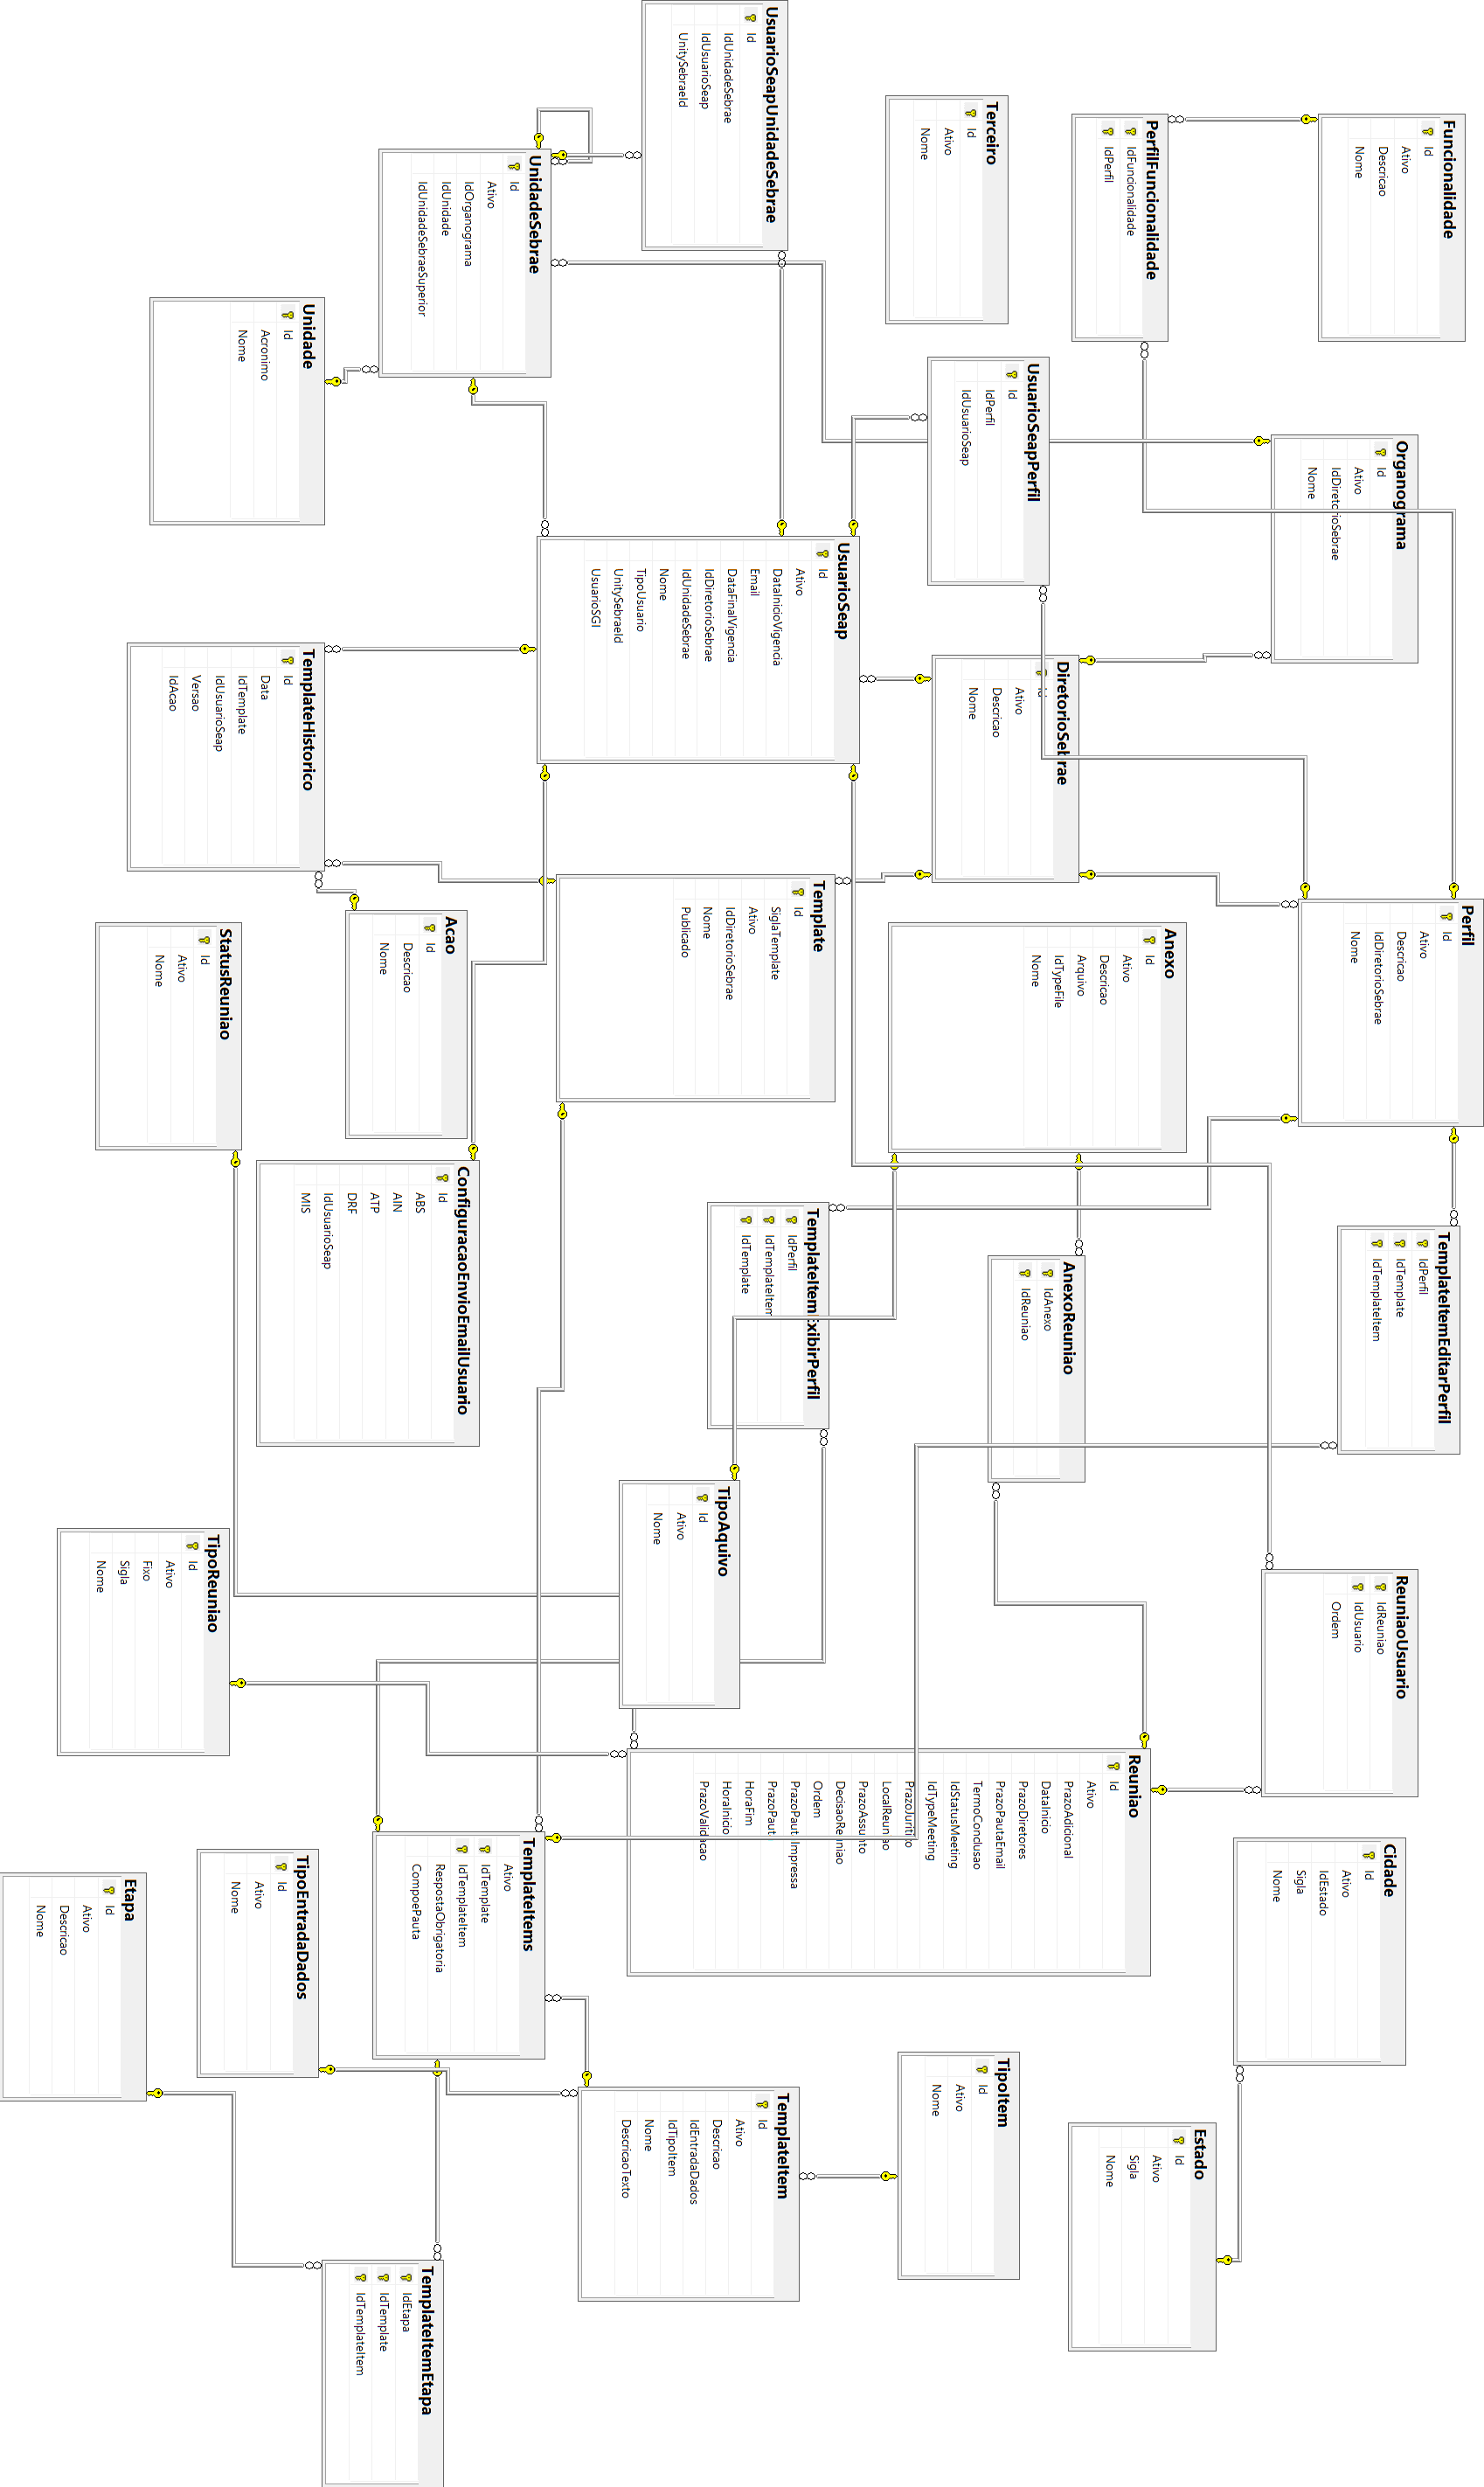 Funcionalidade
Id
Ativo
Descricao
Nome
Perfil
Id
Ativo
Descricao
IdDiretorioSebrae
Nome
TemplateItemEditarPerfil
IdPerfil
IdTemplate
IdTemplateItem
Organograma
Id
Ativo
IdDiretorioSebrae
Nome
ReuniaoUsuario
IdReuniao
IdUsuario
Ordem
Cidade
Id
Ativo
IdEstado
Sigla
Nome
Estado
Id
Ativo
Sigla
Nome
PerfilFuncionalidade
IdFuncionalidade
IdPerfil
Anexo
Id
Ativo
Descricao
Arquivo
IdTypeFile
Nome
Reuniao
Id
Ativo
PrazoAdicional
DataInicio
PrazoDiretores
PrazoPautaEmail
TermoConclusao
IdStatusMeeting
IdTypeMeeting
LocalReuniao
PrazoAssunto
DecisaoReuniao
Ordem
PrazoPautaImpressa
PrazoPauta
HoraFim
HoraInicio
PrazoValidacao
UsuarioSeapPerfil
Id
IdPerfil
IdUsuarioSeap
DiretorioSebrae
Id
Ativo
Descricao
Nome
AnexoReuniao
IdAnexo
IdReuniao
Terceiro
Id
Ativo
Nome
TipoItem
Id
Ativo
Nome
UsuarioSeap
Id
Ativo
DataInicioVigencia
Email
DataFinalVigencia
IdDiretorioSebrae
IdUnidadeSebrae
Nome
TipoUsuario
UnitySebraeId
UsuarioSGI
Template
Id
SiglaTemplate
Ativo
IdDiretorioSebrae
Nome
Publicado
TemplateItemExibirPerfil
IdPerfil
IdTemplateItem
IdTemplate
UsuarioSeapUnidadeSebrae
Id
IdUnidadeSebrae
IdUsuarioSeap
UnitySebraeId
TemplateItem
Id
Ativo
Descricao
IdEntradaDados
IdTipoItem
Nome
DescricaoTexto
TipoAquivo
Id
Ativo
Nome
UnidadeSebrae
Id
Ativo
IdOrganograma
IdUnidade
IdUnidadeSebraeSuperior
TemplateItems
Ativo
IdTemplate
IdTemplateItem
RespostaObrigatoria
CompoePauta
ConfiguracaoEnvioEmailUsuario
Id
ABS
AIN
ATP
DRF
IdUsuarioSeap
MIS
Acao
Id
Descricao
Nome
TemplateItemEtapa
IdEtapa
IdTemplate
IdTemplateItem
Unidade
Id
Acronimo
Nome
TemplateHistorico
Id
Data
IdTemplate
IdUsuarioSeap
Versao
IdAcao
TipoEntradaDados
Id
Ativo
Nome
StatusReuniao
Id
Ativo
Nome
TipoReuniao
Id
Ativo
Fixo
Sigla
Nome
Etapa
Id
Ativo
Descricao
Nome